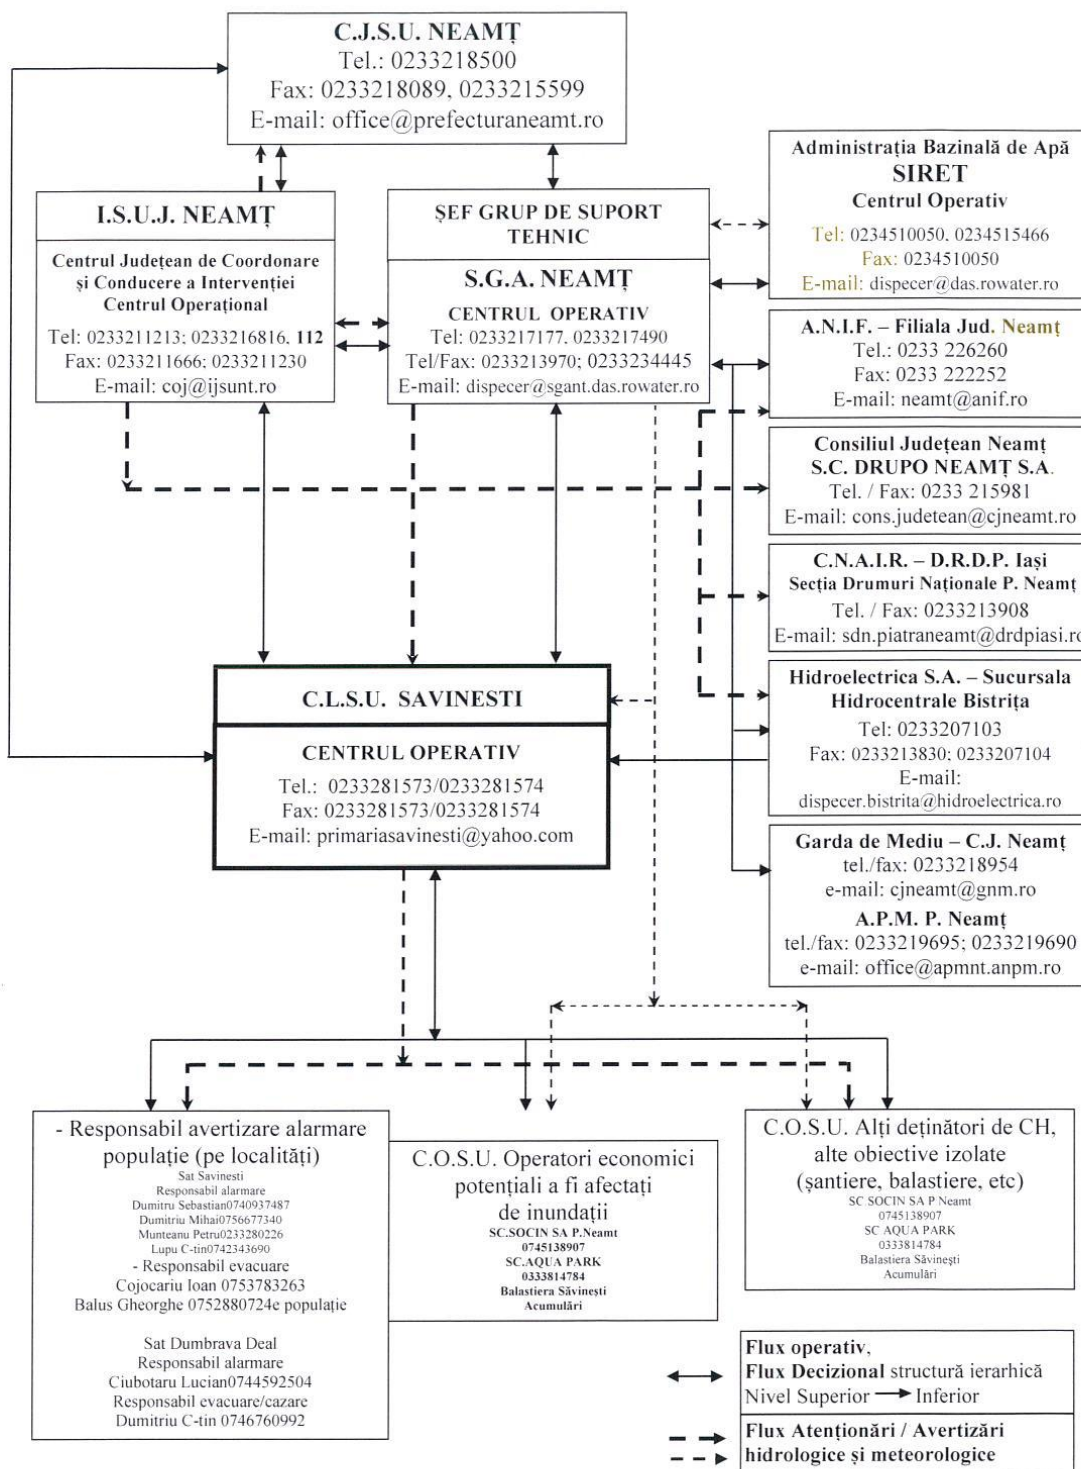 C.J.S.U. NEAMȚ
Tel.: 0233218500
Fax: 0233218089, 0233215599
E-mail: office@prefecturaneamt.ro
I.S.U.J. NEAMȚ
Centrul Județean de Coordonare
și Conducere a Intervenției
Centrul Operațional
Tel: 0233211213; 0233216816, 112
Fax: 0233211666; 0233211230
E-mail: coj@ijsunt.ro
ȘEF GRUP DE SUPORT
TEHNIC
S.G.A. NEAMȚ
CENTRUL OPERATIV
Tel: 0233217177, 0233217490
Tel/Fax: 0233213970; 0233234445
E-mail: dispecer@sgant.das.rowater.ro
Administrația Bazinală de Apă
SIRET
Centrul Operativ
Tel: 0234510050, 0234515466
Fax: 0234510050
E-mail: dispecer@das.rowater.ro
A.N.I.F. – Filiala Jud. Neamț
Tel.: 0233 226260
Fax: 0233 222252
E-mail: neamt@anif.ro
Consiliul Județean Neamț
S.C. DRUPO NEAMȚ S.A.
Tel. / Fax: 0233 215981
E-mail: cons.judetean@cjneamt.ro
C.N.A.I.R. – D.R.D.P. Iași
Secția Drumuri Naționale P. Neamț
Tel. / Fax: 0233213908
E-mail: sdn.piatraneamt@drdpiasi.ro
Hidroelectrica S.A. – Sucursala
Hidrocentrale Bistrița
Tel: 0233207103
Fax: 0233213830; 0233207104
E-mail:
dispecer.bistrita@hidroelectrica.ro
Garda de Mediu – C.J. Neamț
tel./fax: 0233218954
e-mail: cjneamt@gnm.ro
A.P.M. P. Neamț
tel./fax: 0233219695; 0233219690
e-mail: office@apmnt.anpm.ro
C.L.S.U. SAVINESTI
CENTRUL OPERATIV
Tel.: 0233281573/0233281574
Fax: 0233281573/0233281574
E-mail: primariasavinesti@yahoo.com
- Responsabil avertizare alarmare
populație (pe localități)
Sat Savinesti
Responsabil alarmare
Dumitru Sebastian0740937487
Dumitriu Mihai0756677340
Munteanu Petru0233280226
Lupu C-tin0742343690
- Responsabil evacuare
Cojocariu Ioan 0753783263
Balus Gheorghe 0752880724e populație
Sat Dumbrava Deal
Responsabil alarmare
Ciubotaru Lucian0744592504
Responsabil evacuare/cazare
Dumitriu C-tin 0746760992
C.O.S.U. Operatori economici
potențiali a fi afectați
de inundații
SC.SOCIN SA P.Neamt
0745138907
SC.AQUA PARK
0333814784
Balastiera Săvinești
Acumulări
C.O.S.U. Alți deținători de CH,
alte obiective izolate
(șantiere, balastiere, etc)
SC SOCIN SA P Neamt
0745138907
SC AQUA PARK
0333814784
Balastiera Săvinești
Acumulări
Flux operativ,
Flux Decizional structură ierarhică
Nivel Superior → Inferior
Flux Atenționări / Avertizări
hidrologice și meteorologice